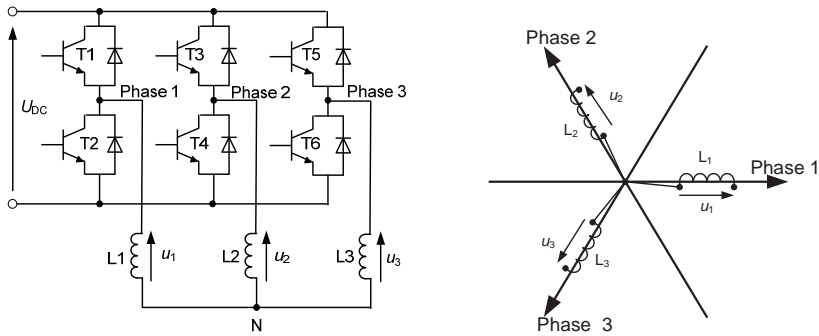 T1 T3 T5
Phase 1 Phase 2 Phase 3
U_DC
T2 T4 T6
L1 u₁ L2 u₂ L3 u₃
N
Phase 2
u₂
L₂
L₁
Phase 1
u₁
u₃
L₃
Phase 3